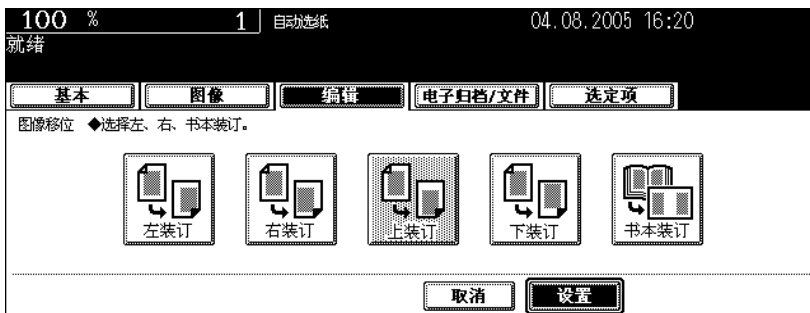 100 % 1 自动选纸 04.08.2005 16:20
就绪
基本 图像 编辑 电子归档/文件 选定项
图像移位 ◆选择左、右、书本装订。
左装订 右装订 上装订 下装订 书本装订
取消 设置